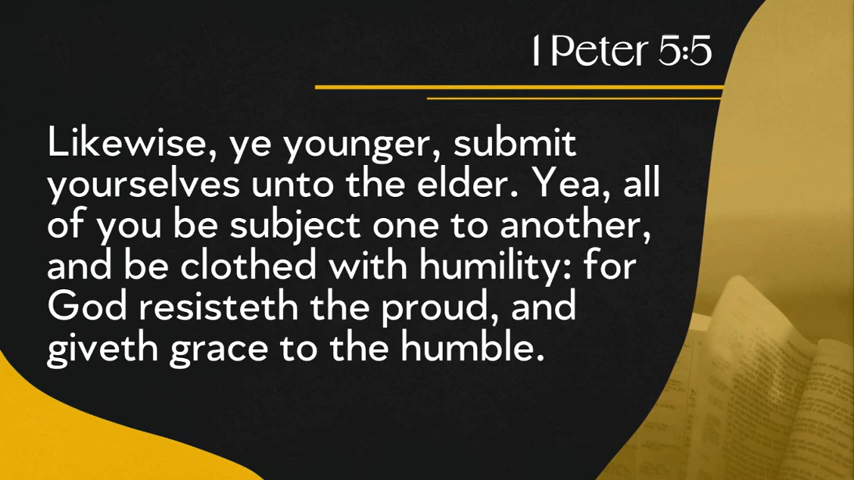 1 Peter 5:5
Likewise, ye younger, submit
yourselves unto the elder. Yea, all
of you be subject one to another,
and be clothed with humility: for
God resisteth the proud, and
giveth grace to the humble.